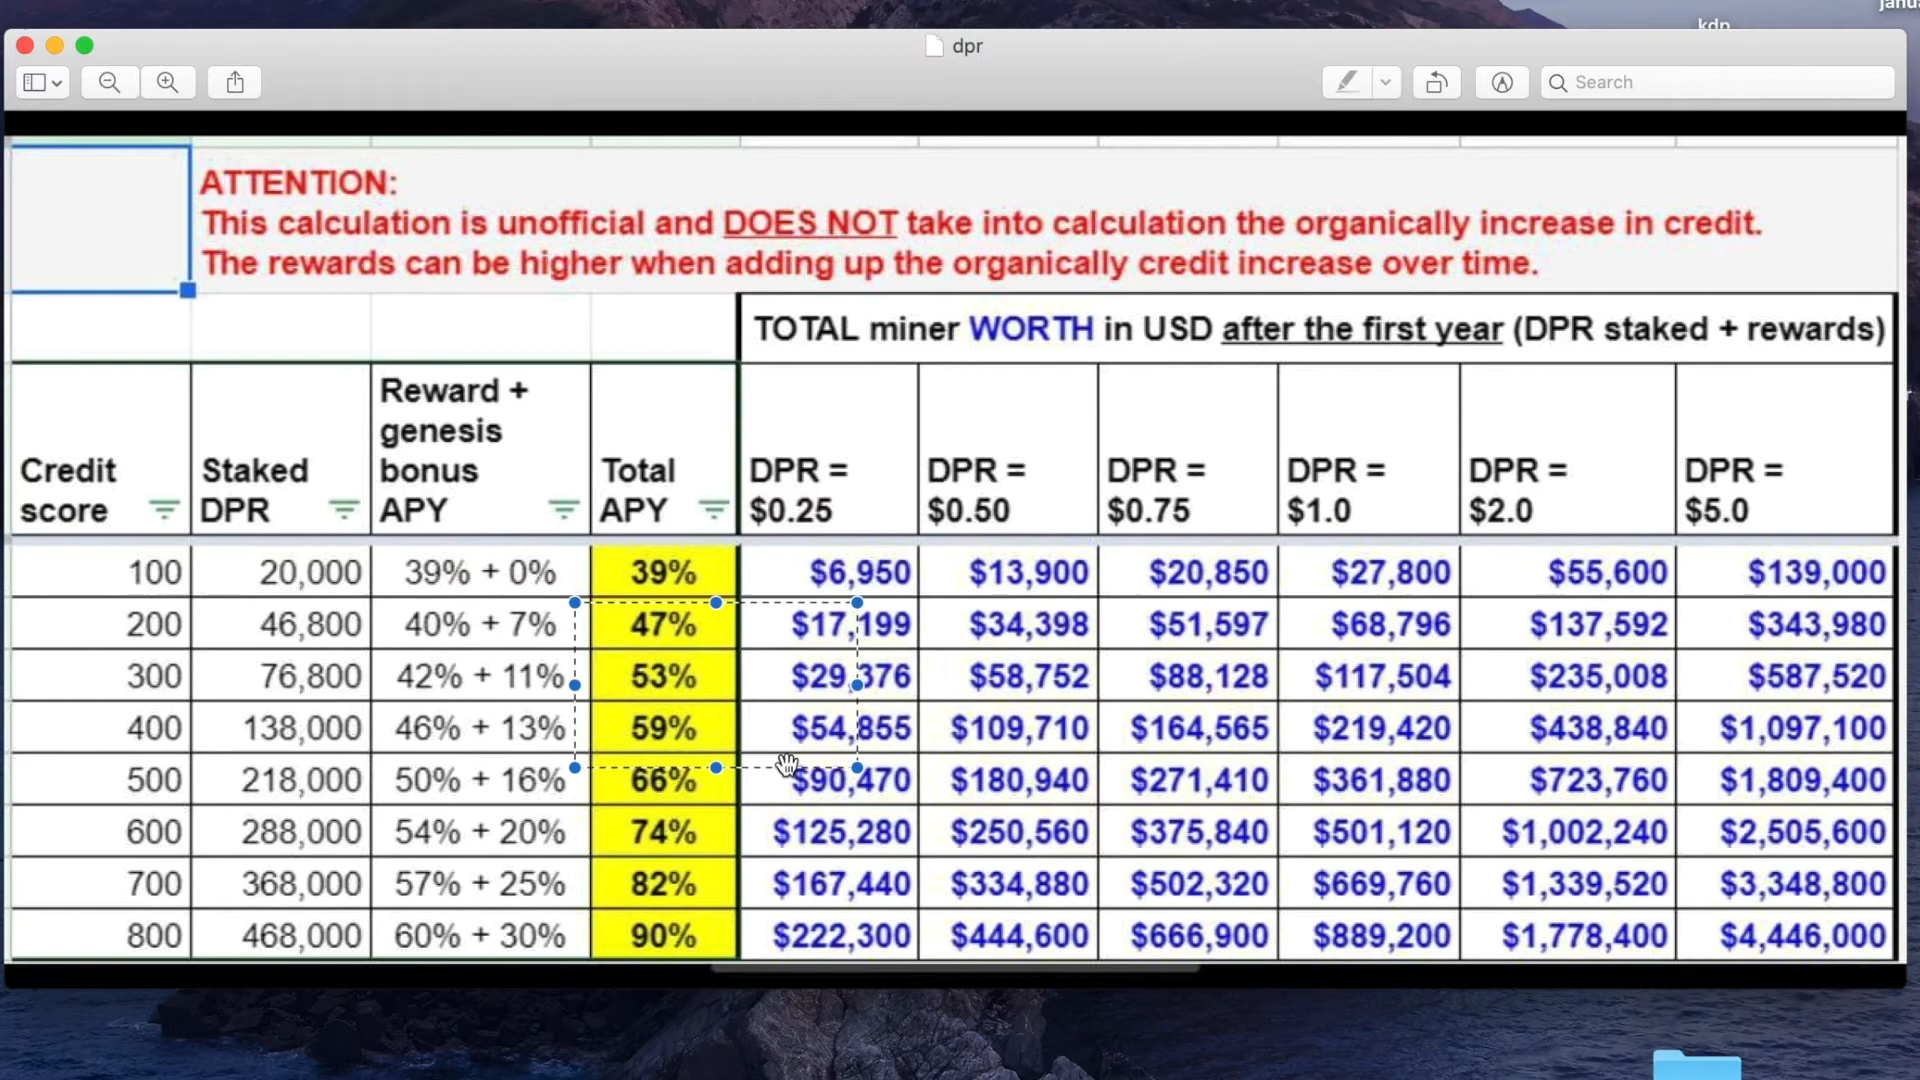 janu
kdp
dpr
Search
ATTENTION:
This calculation is unofficial and DOES NOT take into calculation the organically increase in credit.
The rewards can be higher when adding up the organically credit increase over time.
TOTAL miner WORTH in USD after the first year (DPR staked + rewards)
Credit score Staked DPR Reward + genesis bonus APY Total APY DPR = $0.25 DPR = $0.50 DPR = $0.75 DPR = $1.0 DPR = $2.0 DPR = $5.0
100 20,000 39% + 0% 39% $6,950 $13,900 $20,850 $27,800 $55,600 $139,000
200 46,800 40% + 7% 47% $17,199 $34,398 $51,597 $68,796 $137,592 $343,980
300 76,800 42% + 11% 53% $29,376 $58,752 $88,128 $117,504 $235,008 $587,520
400 138,000 46% + 13% 59% $54,855 $109,710 $164,565 $219,420 $438,840 $1,097,100
500 218,000 50% + 16% 66% $90,470 $180,940 $271,410 $361,880 $723,760 $1,809,400
600 288,000 54% + 20% 74% $125,280 $250,560 $375,840 $501,120 $1,002,240 $2,505,600
700 368,000 57% + 25% 82% $167,440 $334,880 $502,320 $669,760 $1,339,520 $3,348,800
800 468,000 60% + 30% 90% $222,300 $444,600 $666,900 $889,200 $1,778,400 $4,446,000